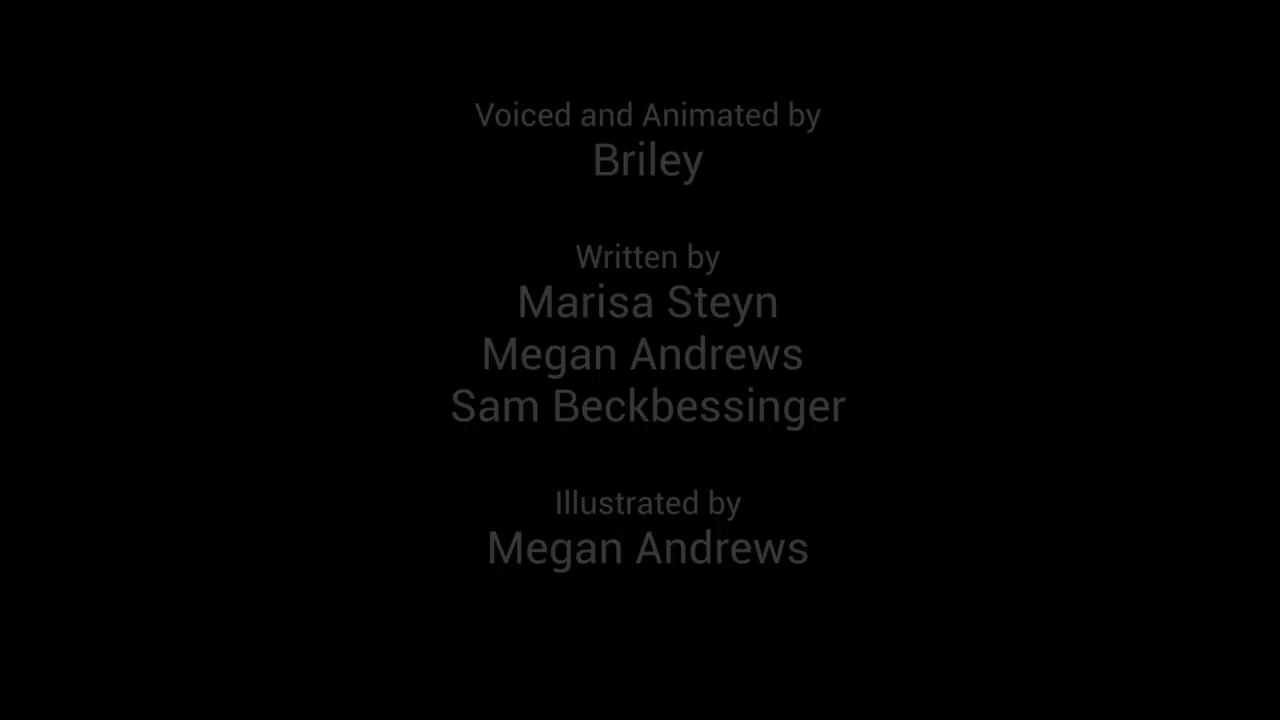 Voiced and Animated by
Briley
Written by
Marisa Steyn
Megan Andrews
Sam Beckbessinger
Illustrated by
Megan Andrews